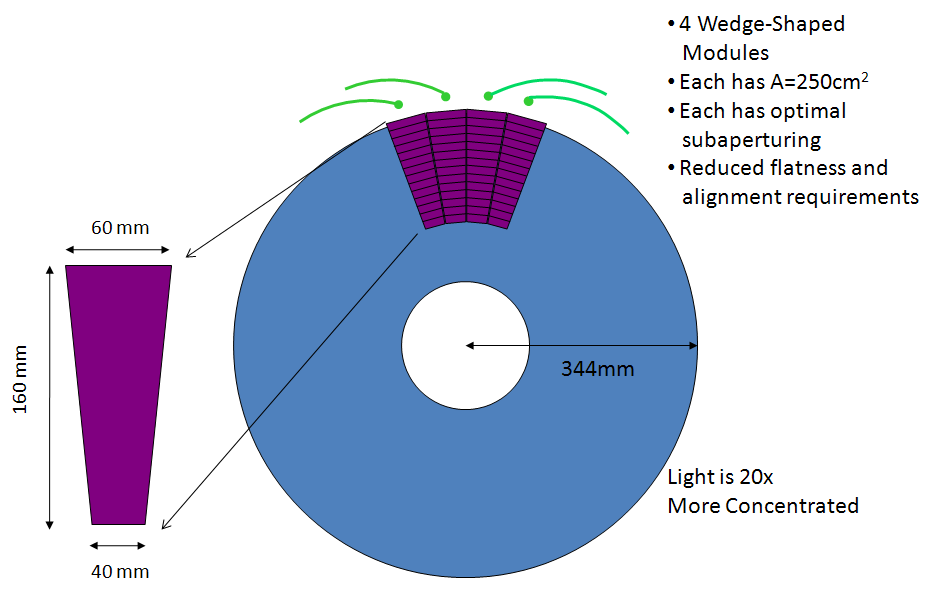 • 4 Wedge-Shaped
Modules
• Each has A=250cm²
• Each has optimal
subaperturing
• Reduced flatness and
alignment requirements
60 mm
160 mm
344mm
Light is 20x
More Concentrated
40 mm